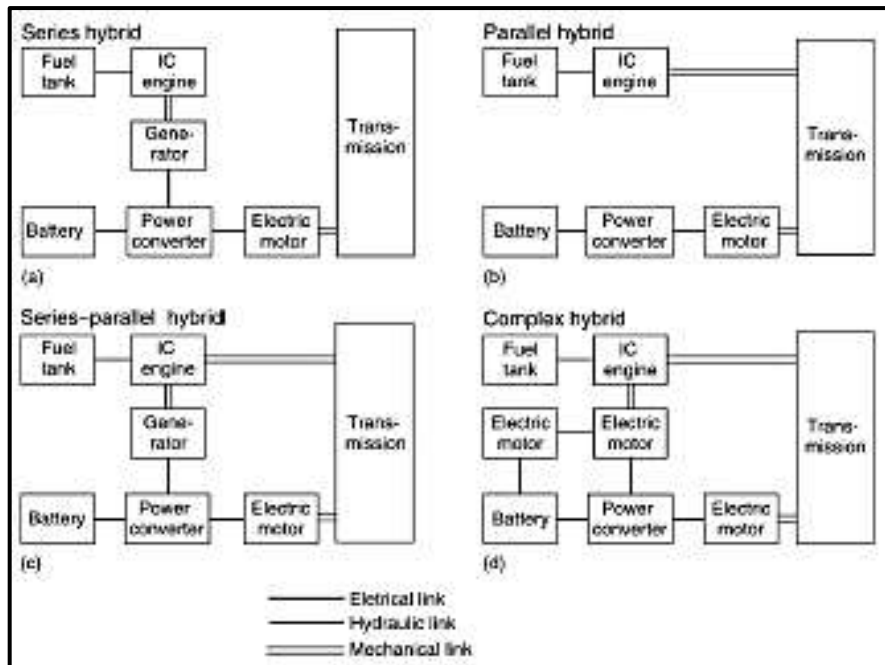 Series hybrid
Fuel
tank
IC
engine
Gene-
rator
Trans-
mission
Battery
Power
converter
Electric
motor
(a)
Parallel hybrid
Fuel
tank
IC
engine
Trans-
mission
Battery
Power
converter
Electric
motor
(b)
Series-parallel hybrid
Fuel
tank
IC
engine
Gene-
rator
Trans-
mission
Battery
Power
converter
Electric
motor
(c)
Complex hybrid
Fuel
tank
IC
engine
Electric
motor
Electric
motor
Trans-
mission
Battery
Power
converter
Electric
motor
(d)
Eletrical link
Hydraulic link
Mechanical link